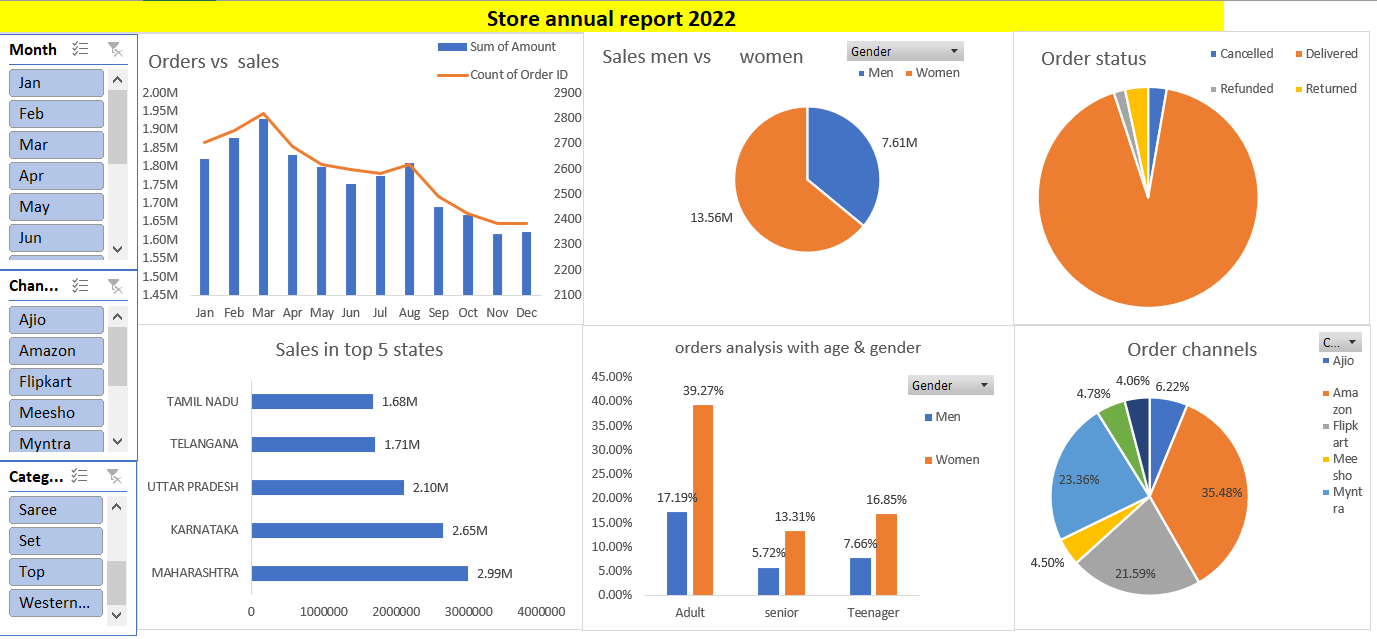 Store annual report 2022
Month
Jan
Feb
Mar
Apr
May
Jun
Chan...
Ajio
Amazon
Flipkart
Meesho
Myntra
Categ...
Saree
Set
Top
Western...
Orders vs sales
Sum of Amount
Count of Order ID
2.00M
1.95M
1.90M
1.85M
1.80M
1.75M
1.70M
1.65M
1.60M
1.55M
1.50M
1.45M
2900
2800
2700
2600
2500
2400
2300
2200
2100
Jan Feb Mar Apr May Jun Jul Aug Sep Oct Nov Dec
Sales men vs women
Gender
Men Women
7.61M
13.56M
Order status
Cancelled Delivered
Refunded Returned
Sales in top 5 states
TAMIL NADU 1.68M
TELANGANA 1.71M
UTTAR PRADESH 2.10M
KARNATAKA 2.65M
MAHARASHTRA 2.99M
0 1000000 2000000 3000000 4000000
orders analysis with age & gender
Gender
Men
Women
45.00%
40.00%
35.00%
30.00%
25.00%
20.00%
15.00%
10.00%
5.00%
0.00%
39.27%
17.19%
13.31%
5.72%
16.85%
7.66%
Adult senior Teenager
Order channels
C...
Ajio
Ama
zon
Flipk
art
Mee
sho
Mynt
ra
4.06% 6.22%
4.78%
23.36%
35.48%
4.50%
21.59%